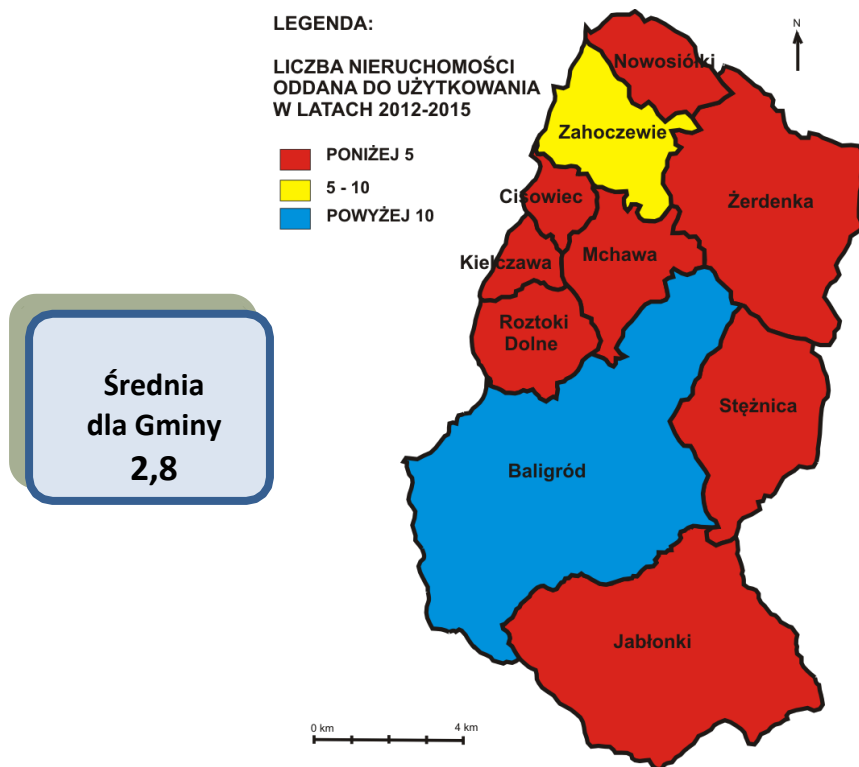 LEGENDA:
LICZBA NIERUCHOMOŚCI
ODDANA DO UŻYTKOWANIA
W LATACH 2012-2015
PONIŻEJ 5
5 - 10
POWYŻEJ 10
N
Nowosiółki
Zahoczewie
Cisowiec
Żerdenka
Kielczawa
Mchawa
Roztoki
Dolne
Stężnica
Baligród
Jabłonki
Średnia
dla Gminy
2,8
0 km
4 km